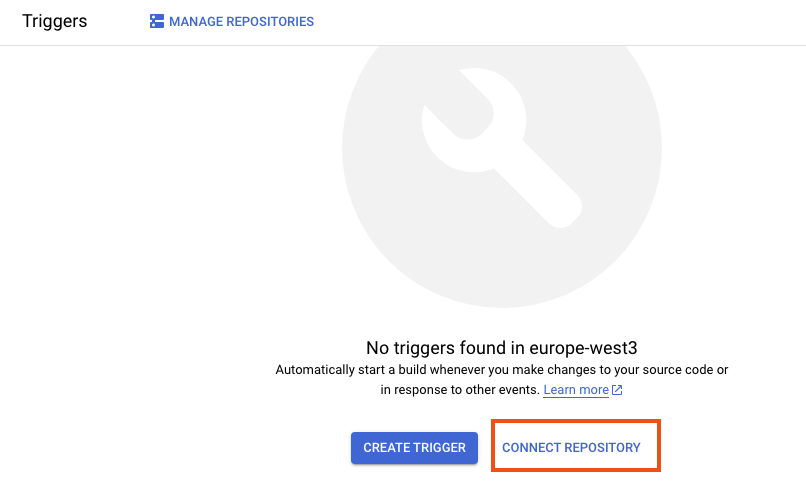 Triggers
MANAGE REPOSITORIES
No triggers found in europe-west3
Automatically start a build whenever you make changes to your source code or
in response to other events. Learn more
CREATE TRIGGER
CONNECT REPOSITORY